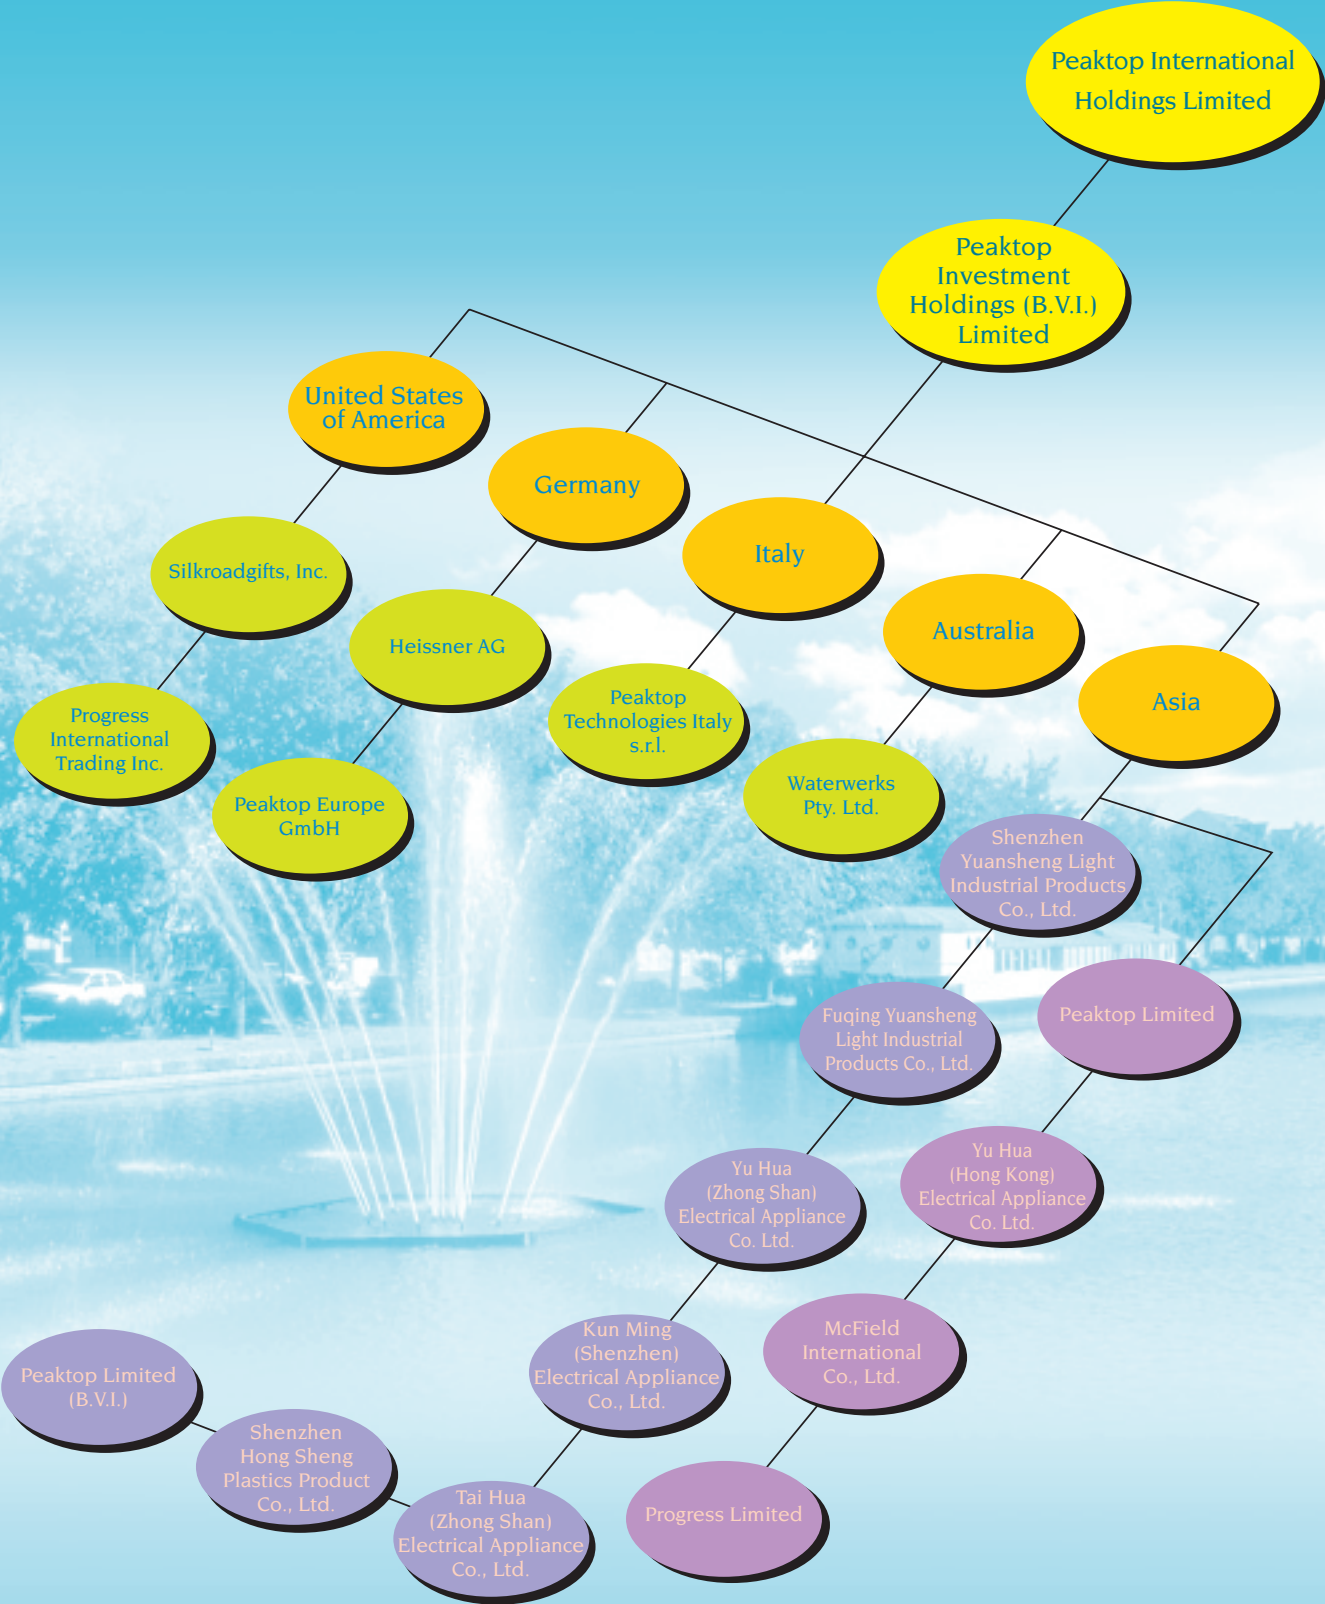 Peaktop International
Holdings Limited
Peaktop
Investment
Holdings (B.V.I.)
Limited
United States
of America
Germany
Italy
Australia
Asia
Silkroadgifts, Inc.
Heissner AG
Peaktop
Technologies Italy
s.r.l.
Progress
International
Trading Inc.
Peaktop Europe
GmbH
Waterwerks
Pty. Ltd.
Shenzhen
Yuansheng Light
Industrial Products
Co., Ltd.
Fuqing Yuansheng
Light Industrial
Products Co., Ltd.
Peaktop Limited
Yu Hua
(Zhong Shan)
Electrical Appliance
Co. Ltd.
Yu Hua
(Hong Kong)
Electrical Appliance
Co. Ltd.
Kun Ming
(Shenzhen)
Electrical Appliance
Co., Ltd.
McField
International
Co., Ltd.
Peaktop Limited
(B.V.I.)
Shenzhen
Hong Sheng
Plastics Product
Co., Ltd.
Tai Hua
(Zhong Shan)
Electrical Appliance
Co., Ltd.
Progress Limited